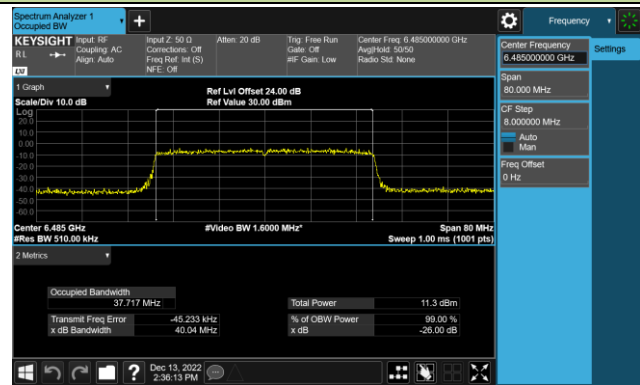 Spectrum Analyzer 1
Occupied BW
Frequency
KEYSIGHT
RL
Input: RF
Coupling: AC
Align: Auto
Input Z: 50 Ω
Corrections: Off
Freq Ref: Int (S)
NFE: Off
Atten: 20 dB
Trig: Free Run
Gate: Off
#IF Gain: Low
Center Freq: 6.485000000 GHz
Avg|Hold: 50/50
Radio Std: None
Center Frequency
6.485000000 GHz
Settings
Span
80.000 MHz
CF Step
8.000000 MHz
Auto
Man
Freq Offset
0 Hz
1 Graph
Scale/Div 10.0 dB
Ref Lvl Offset 24.00 dB
Ref Value 30.00 dBm
Log
20.0
10.0
0.00
-10.0
-20.0
-30.0
-40.0
-50.0
-60.0
Center 6.485 GHz
#Res BW 510.00 kHz
#Video BW 1.6000 MHz*
Span 80 MHz
Sweep 1.00 ms (1001 pts)
2 Metrics
Occupied Bandwidth
37.717 MHz
Total Power 11.3 dBm
Transmit Freq Error -45.233 kHz
% of OBW Power 99.00 %
x dB Bandwidth 40.04 MHz
x dB -26.00 dB
?
Dec 13, 2022
2:36:13 PM